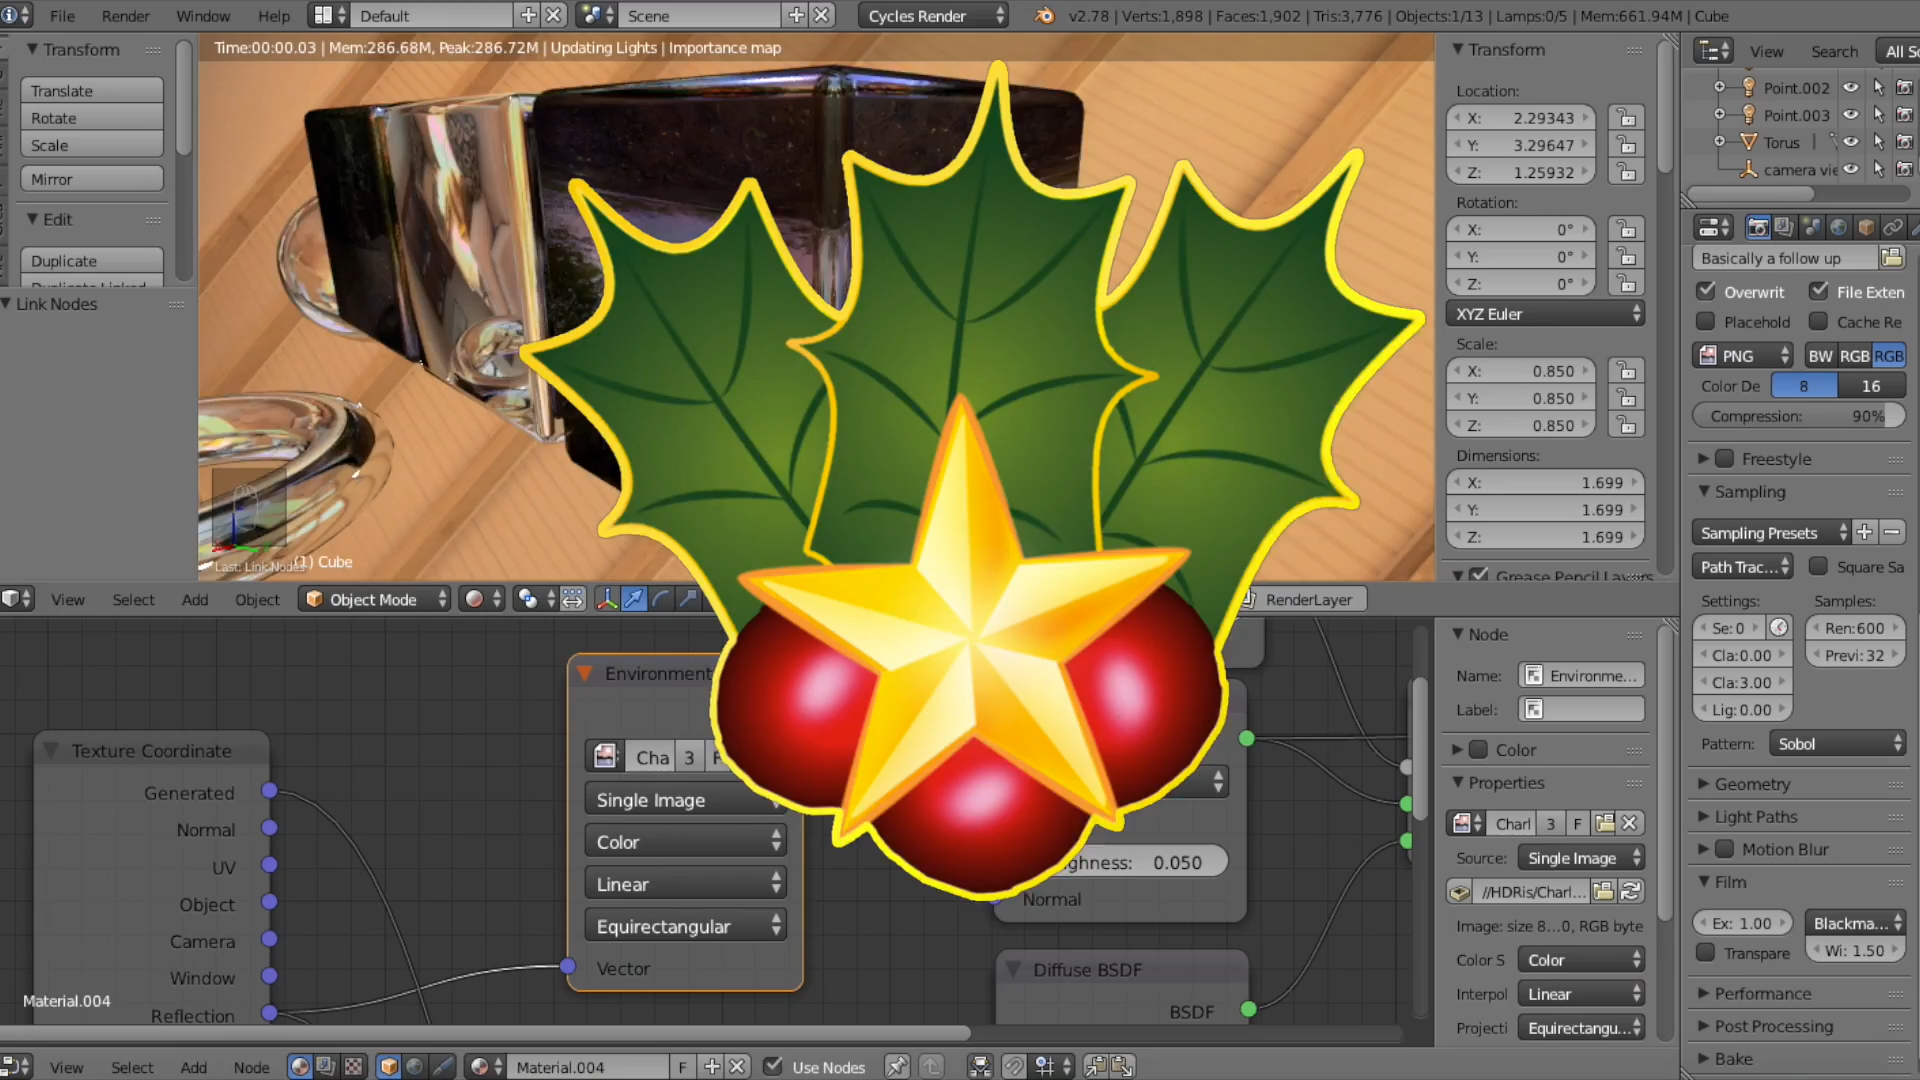 File Render Window Help Default Scene Cycles Render v2.78 | Verts:1,898 | Faces:1,902 | Tris:3,776 | Objects:1/13 | Lamps:0/5 | Mem:661.94M | Cube
Transform
Translate
Rotate
Scale
Mirror
Edit
Duplicate
Link Nodes
Time:00:00.03 | Mem:286.68M, Peak:286.72M | Updating Lights | Importance map
Last: Link Nodes
(1) Cube
Transform
Location:
X: 2.29343
Y: 3.29647
Z: 1.25932
Rotation:
X: 0°
Y: 0°
Z: 0°
XYZ Euler
Scale:
X: 0.850
Y: 0.850
Z: 0.850
Dimensions:
X: 1.699
Y: 1.699
Z: 1.699
Grease Pencil Layers
View Search All Sc
Point.002
Point.003
Torus
camera vie
Basically a follow up
Overwrit File Exten
Placehold Cache Re
PNG BW RGB RGB
Color De 8 16
Compression: 90%
Freestyle
Sampling
Sampling Presets
Path Trac... Square Sa
Settings: Samples:
Se: 0 Ren: 600
Cla: 0.00 Previ: 32
Cla: 3.00
Lig: 0.00
Pattern: Sobol
Geometry
Light Paths
Motion Blur
Film
Ex: 1.00 Blackma...
Transpare Wi: 1.50
Performance
Post Processing
Bake
View Select Add Object Object Mode RenderLayer
Texture Coordinate
Generated
Normal
UV
Object
Camera
Window
Reflection
Material.004
Environment
Cha 3 F
Single Image
Color
Linear
Equirectangular
Vector
ghness: 0.050
Normal
Diffuse BSDF
BSDF
Node
Name: Environme...
Label:
Color
Properties
Charl 3 F
Source: Single Image
//HDRis/Charl...
Image: size 8...0, RGB byte
Color S Color
Interpol Linear
Projecti Equirectangu...
View Select Add Node Material.004 F Use Nodes